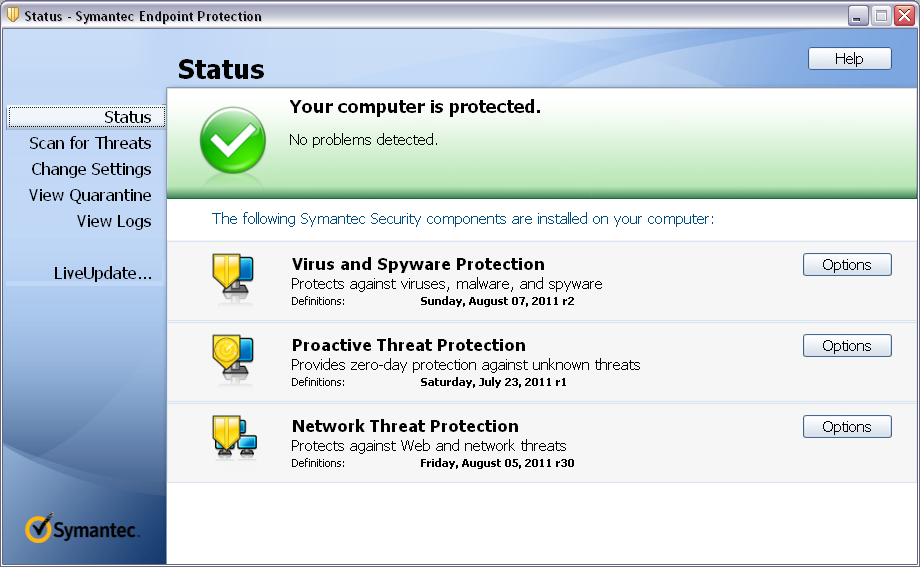 Status - Symantec Endpoint Protection
Status
Help
Status
Scan for Threats
Change Settings
View Quarantine
View Logs
LiveUpdate...
Symantec.
Your computer is protected.
No problems detected.
The following Symantec Security components are installed on your computer:
Virus and Spyware Protection
Protects against viruses, malware, and spyware
Definitions: Sunday, August 07, 2011 r2
Options
Proactive Threat Protection
Provides zero-day protection against unknown threats
Definitions: Saturday, July 23, 2011 r1
Options
Network Threat Protection
Protects against Web and network threats
Definitions: Friday, August 05, 2011 r30
Options